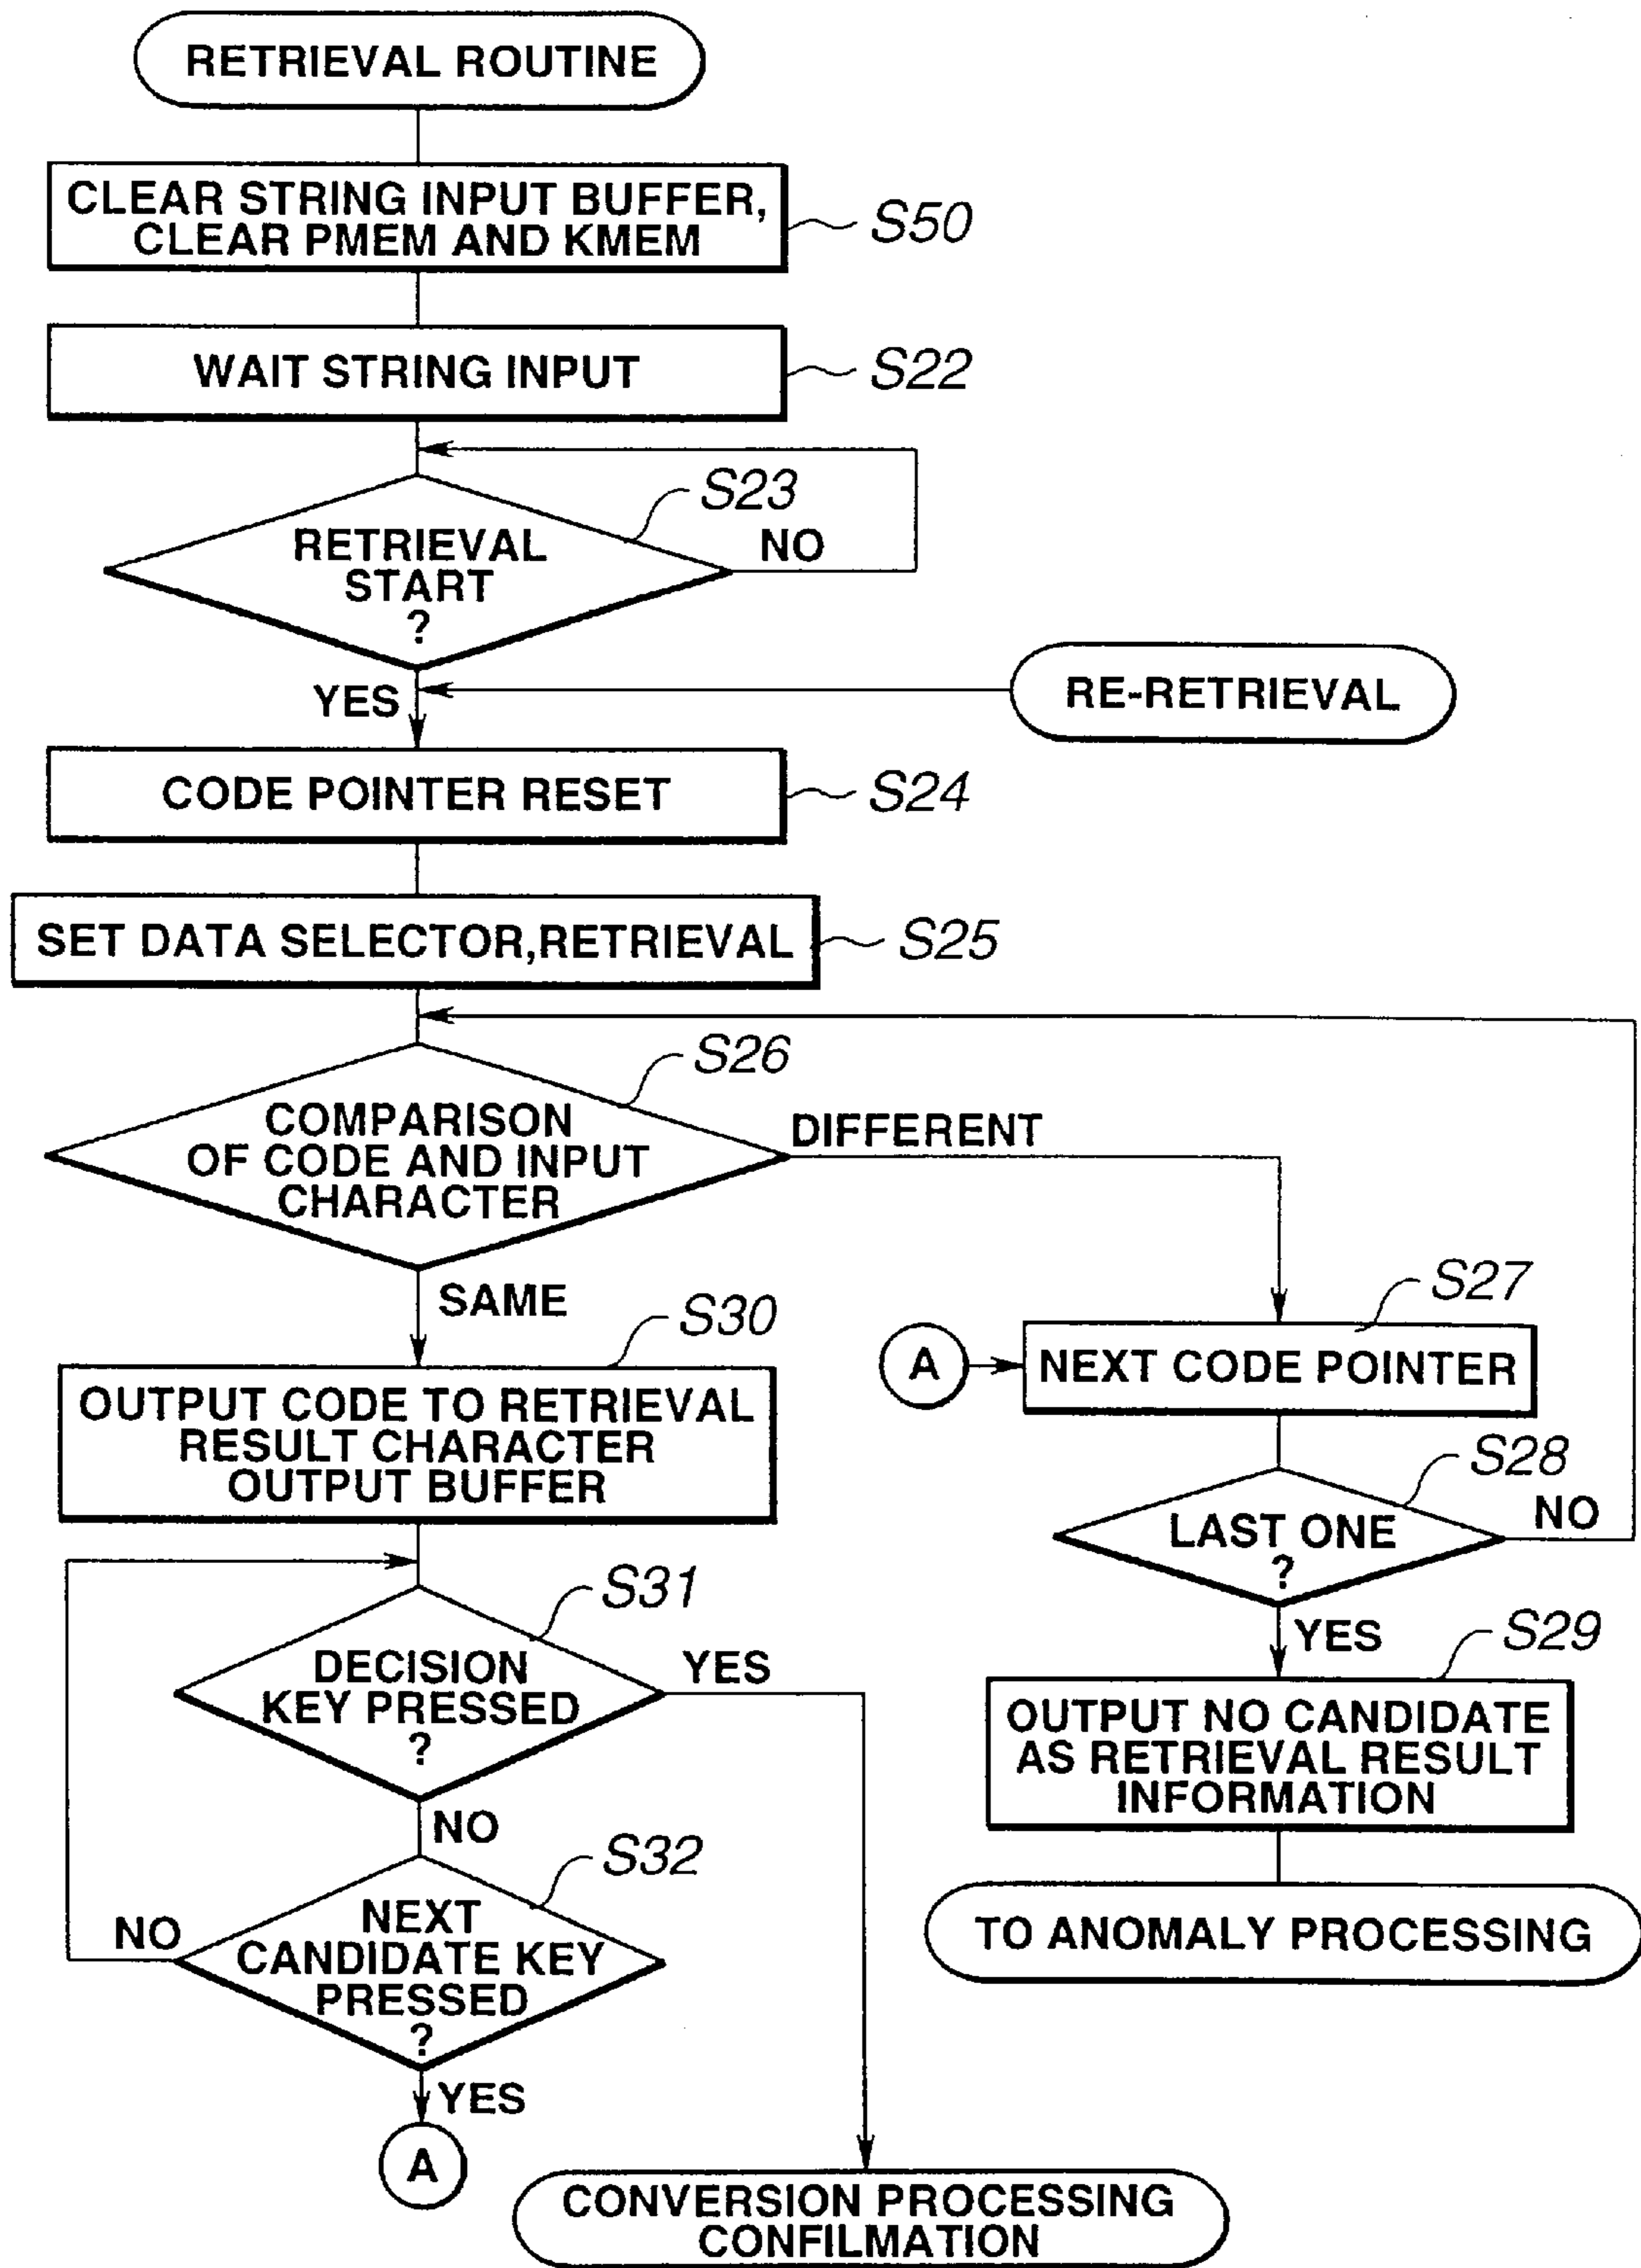 RETRIEVAL ROUTINE
CLEAR STRING INPUT BUFFER,
CLEAR PMEM AND KMEM
S50
WAIT STRING INPUT
S22
S23
RETRIEVAL
START
?
NO
YES
RE-RETRIEVAL
CODE POINTER RESET
S24
SET DATA SELECTOR,RETRIEVAL
S25
S26
COMPARISON
OF CODE AND INPUT
CHARACTER
DIFFERENT
SAME
S27
A
NEXT CODE POINTER
S30
OUTPUT CODE TO RETRIEVAL
RESULT CHARACTER
OUTPUT BUFFER
S28
LAST ONE
?
NO
YES
S29
OUTPUT NO CANDIDATE
AS RETRIEVAL RESULT
INFORMATION
TO ANOMALY PROCESSING
S31
DECISION
KEY PRESSED
?
YES
NO
S32
NEXT
CANDIDATE KEY
PRESSED
?
NO
YES
A
CONVERSION PROCESSING
CONFILMATION